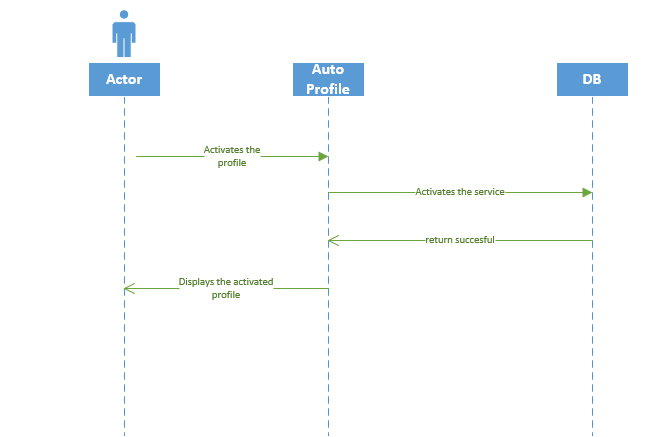 Actor
Auto
Profile
DB
Activates the
profile
Activates the service
return succesful
Displays the activated
profile